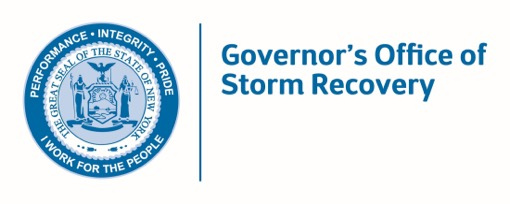 PERFORMANCE • INTEGRITY • PRIDE
THE GREAT SEAL OF THE STATE OF NEW YORK
I WORK FOR THE PEOPLE
Governor’s Office of
Storm Recovery